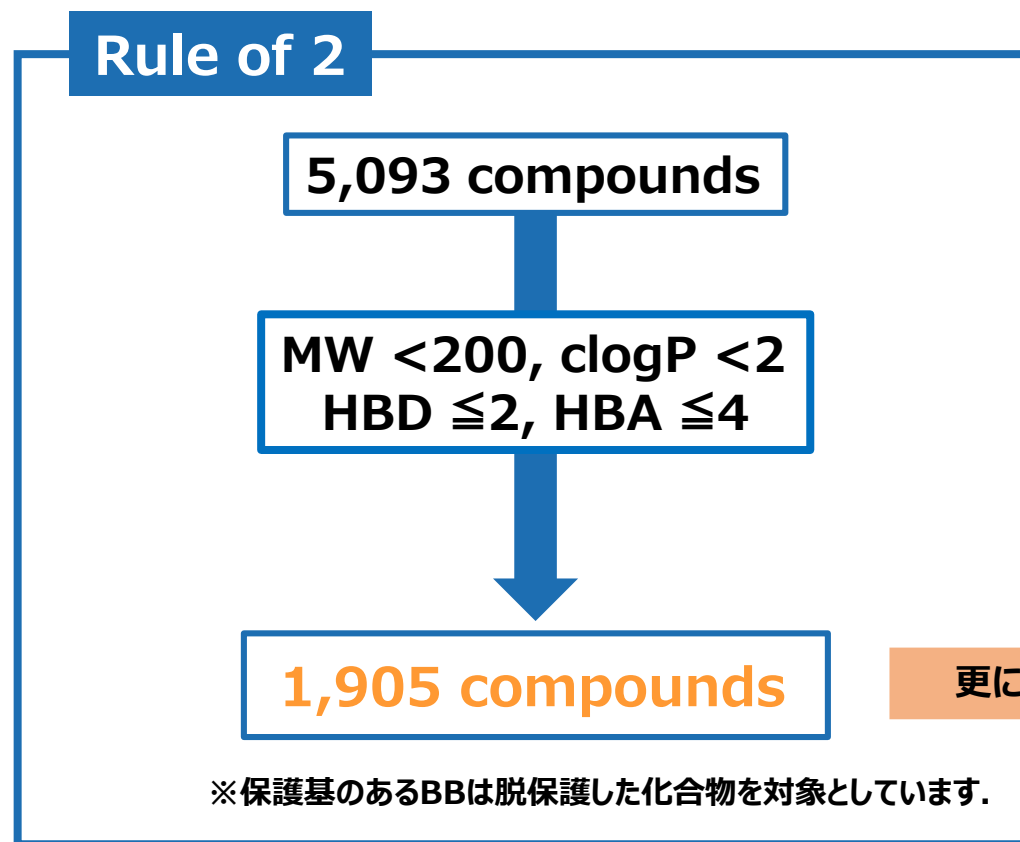 Rule of 2
5,093 compounds
MW <200, clogP <2
HBD ≦2, HBA ≦4
1,905 compounds
更に
※保護基のあるBBは脱保護した化合物を対象としています.